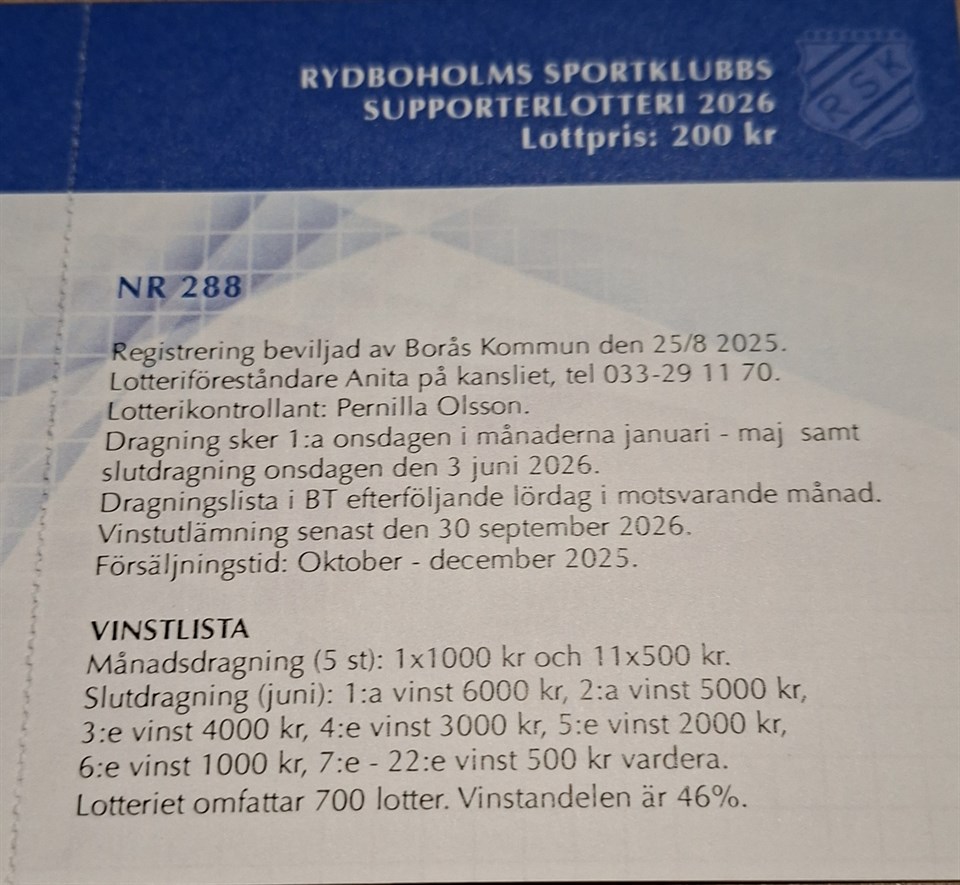 RYDBOHOLMS SPORTKLUBBS
SUPPORTERLOTTERI 2026
Lottpris: 200 kr
RSK
NR 288
Registrering beviljad av Borås Kommun den 25/8 2025.
Lotteriföreståndare Anita på kansliet, tel 033-29 11 70.
Lotterikontrollant: Pernilla Olsson.
Dragning sker 1:a onsdagen i månaderna januari - maj samt
slutdragning onsdagen den 3 juni 2026.
Dragningslista i BT efterföljande lördag i motsvarande månad.
Vinstutlämning senast den 30 september 2026.
Försäljningstid: Oktober - december 2025.
VINSTLISTA
Månadsdragning (5 st): 1x1000 kr och 11x500 kr.
Slutdragning (juni): 1:a vinst 6000 kr, 2:a vinst 5000 kr,
3:e vinst 4000 kr, 4:e vinst 3000 kr, 5:e vinst 2000 kr,
6:e vinst 1000 kr, 7:e - 22:e vinst 500 kr vardera.
Lotteriet omfattar 700 lotter. Vinstandelen är 46%.